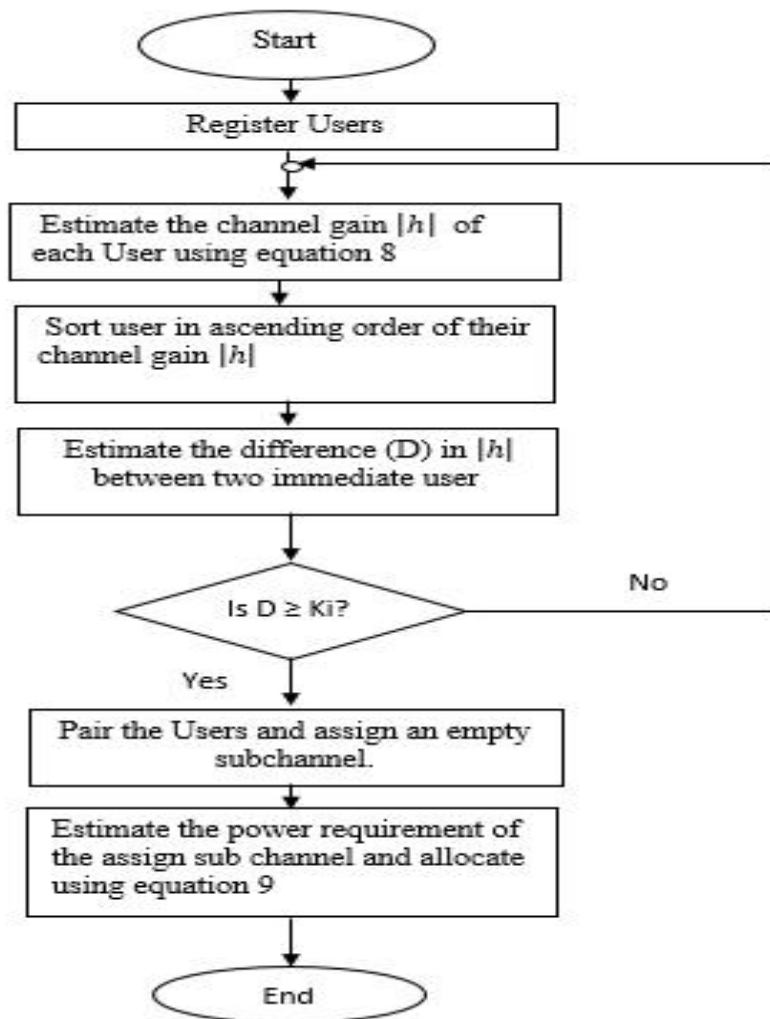 Start
Register Users
Estimate the channel gain |h| of
each User using equation 8
Sort user in ascending order of their
channel gain |h|
Estimate the difference (D) in |h|
between two immediate user
Is D ≥ Ki?
No
Yes
Pair the Users and assign an empty
subchannel.
Estimate the power requirement of
the assign sub channel and allocate
using equation 9
End